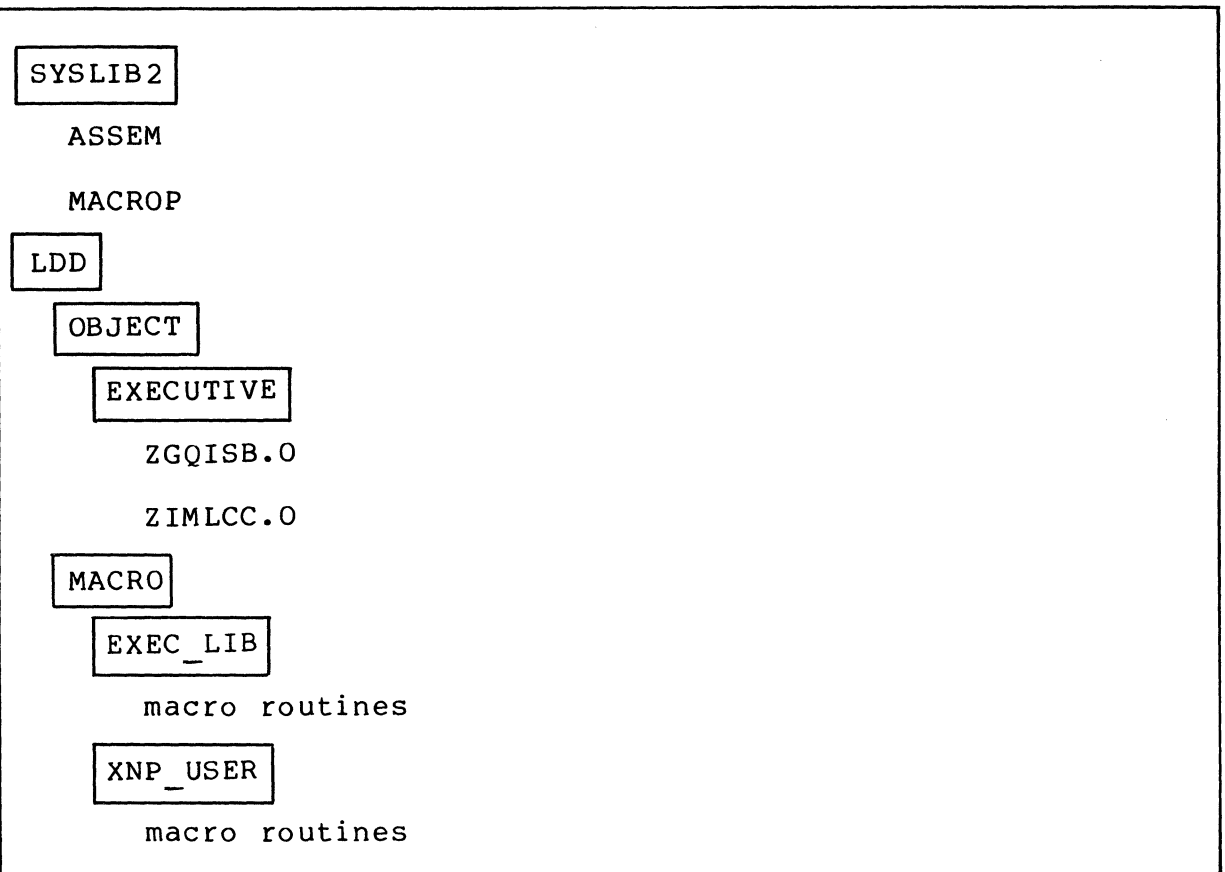 SYSLIB2
ASSEM
MACROP
LDD
OBJECT
EXECUTIVE
ZGQISB.O
ZIMLCC.O
MACRO
EXEC_LIB
macro routines
XNP_USER
macro routines